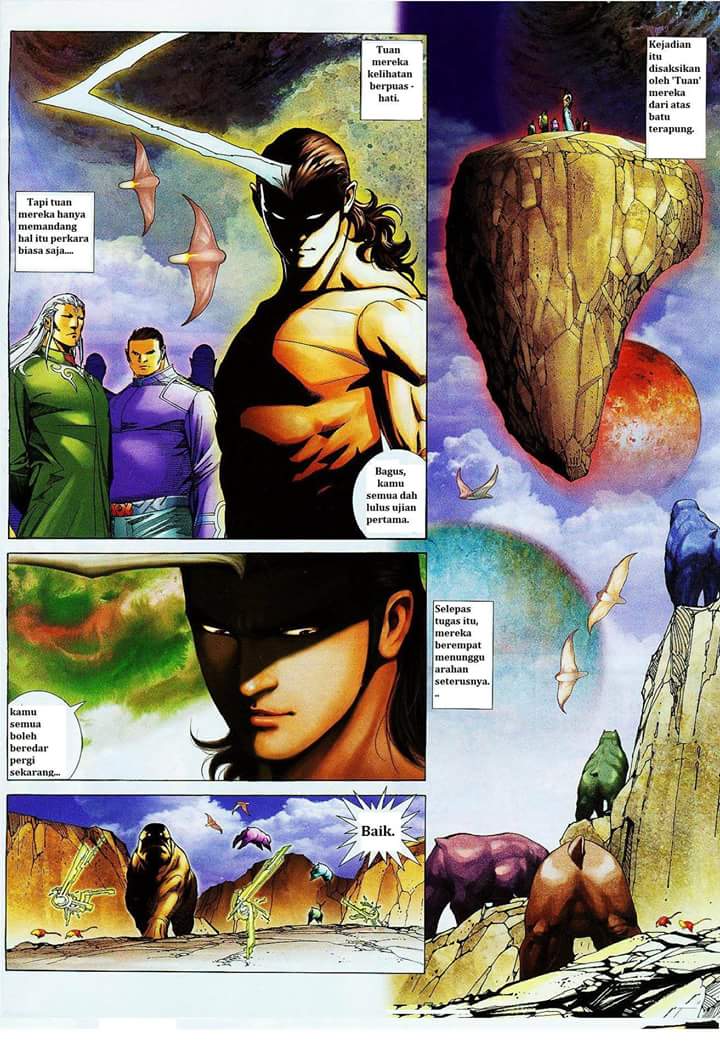 Kejadian
itu
disaksikan
oleh 'Tuan'
mereka
dari atas
batu
terapung.
Selepas
tugas itu,
mereka
berempat
menunggu
arahan
seterusnya.
..
Tuan
mereka
kelihatan
berpuas -
hati.
Tapi tuan
mereka hanya
memandang
hal itu perkara
biasa saja....
Bagus,
kamu
semua dah
lulus ujian
pertama.
kamu
semua
boleh
beredar
pergi
sekarang...
Baik.